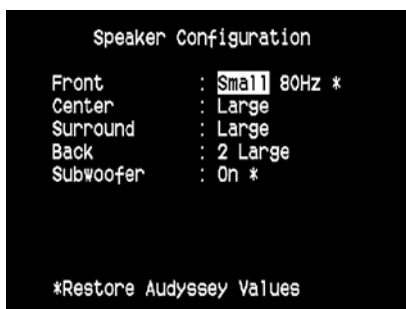 Speaker Configuration
Front : Small 80Hz *
Center : Large
Surround : Large
Back : 2 Large
Subwoofer : On *
*Restore Audyssey Values